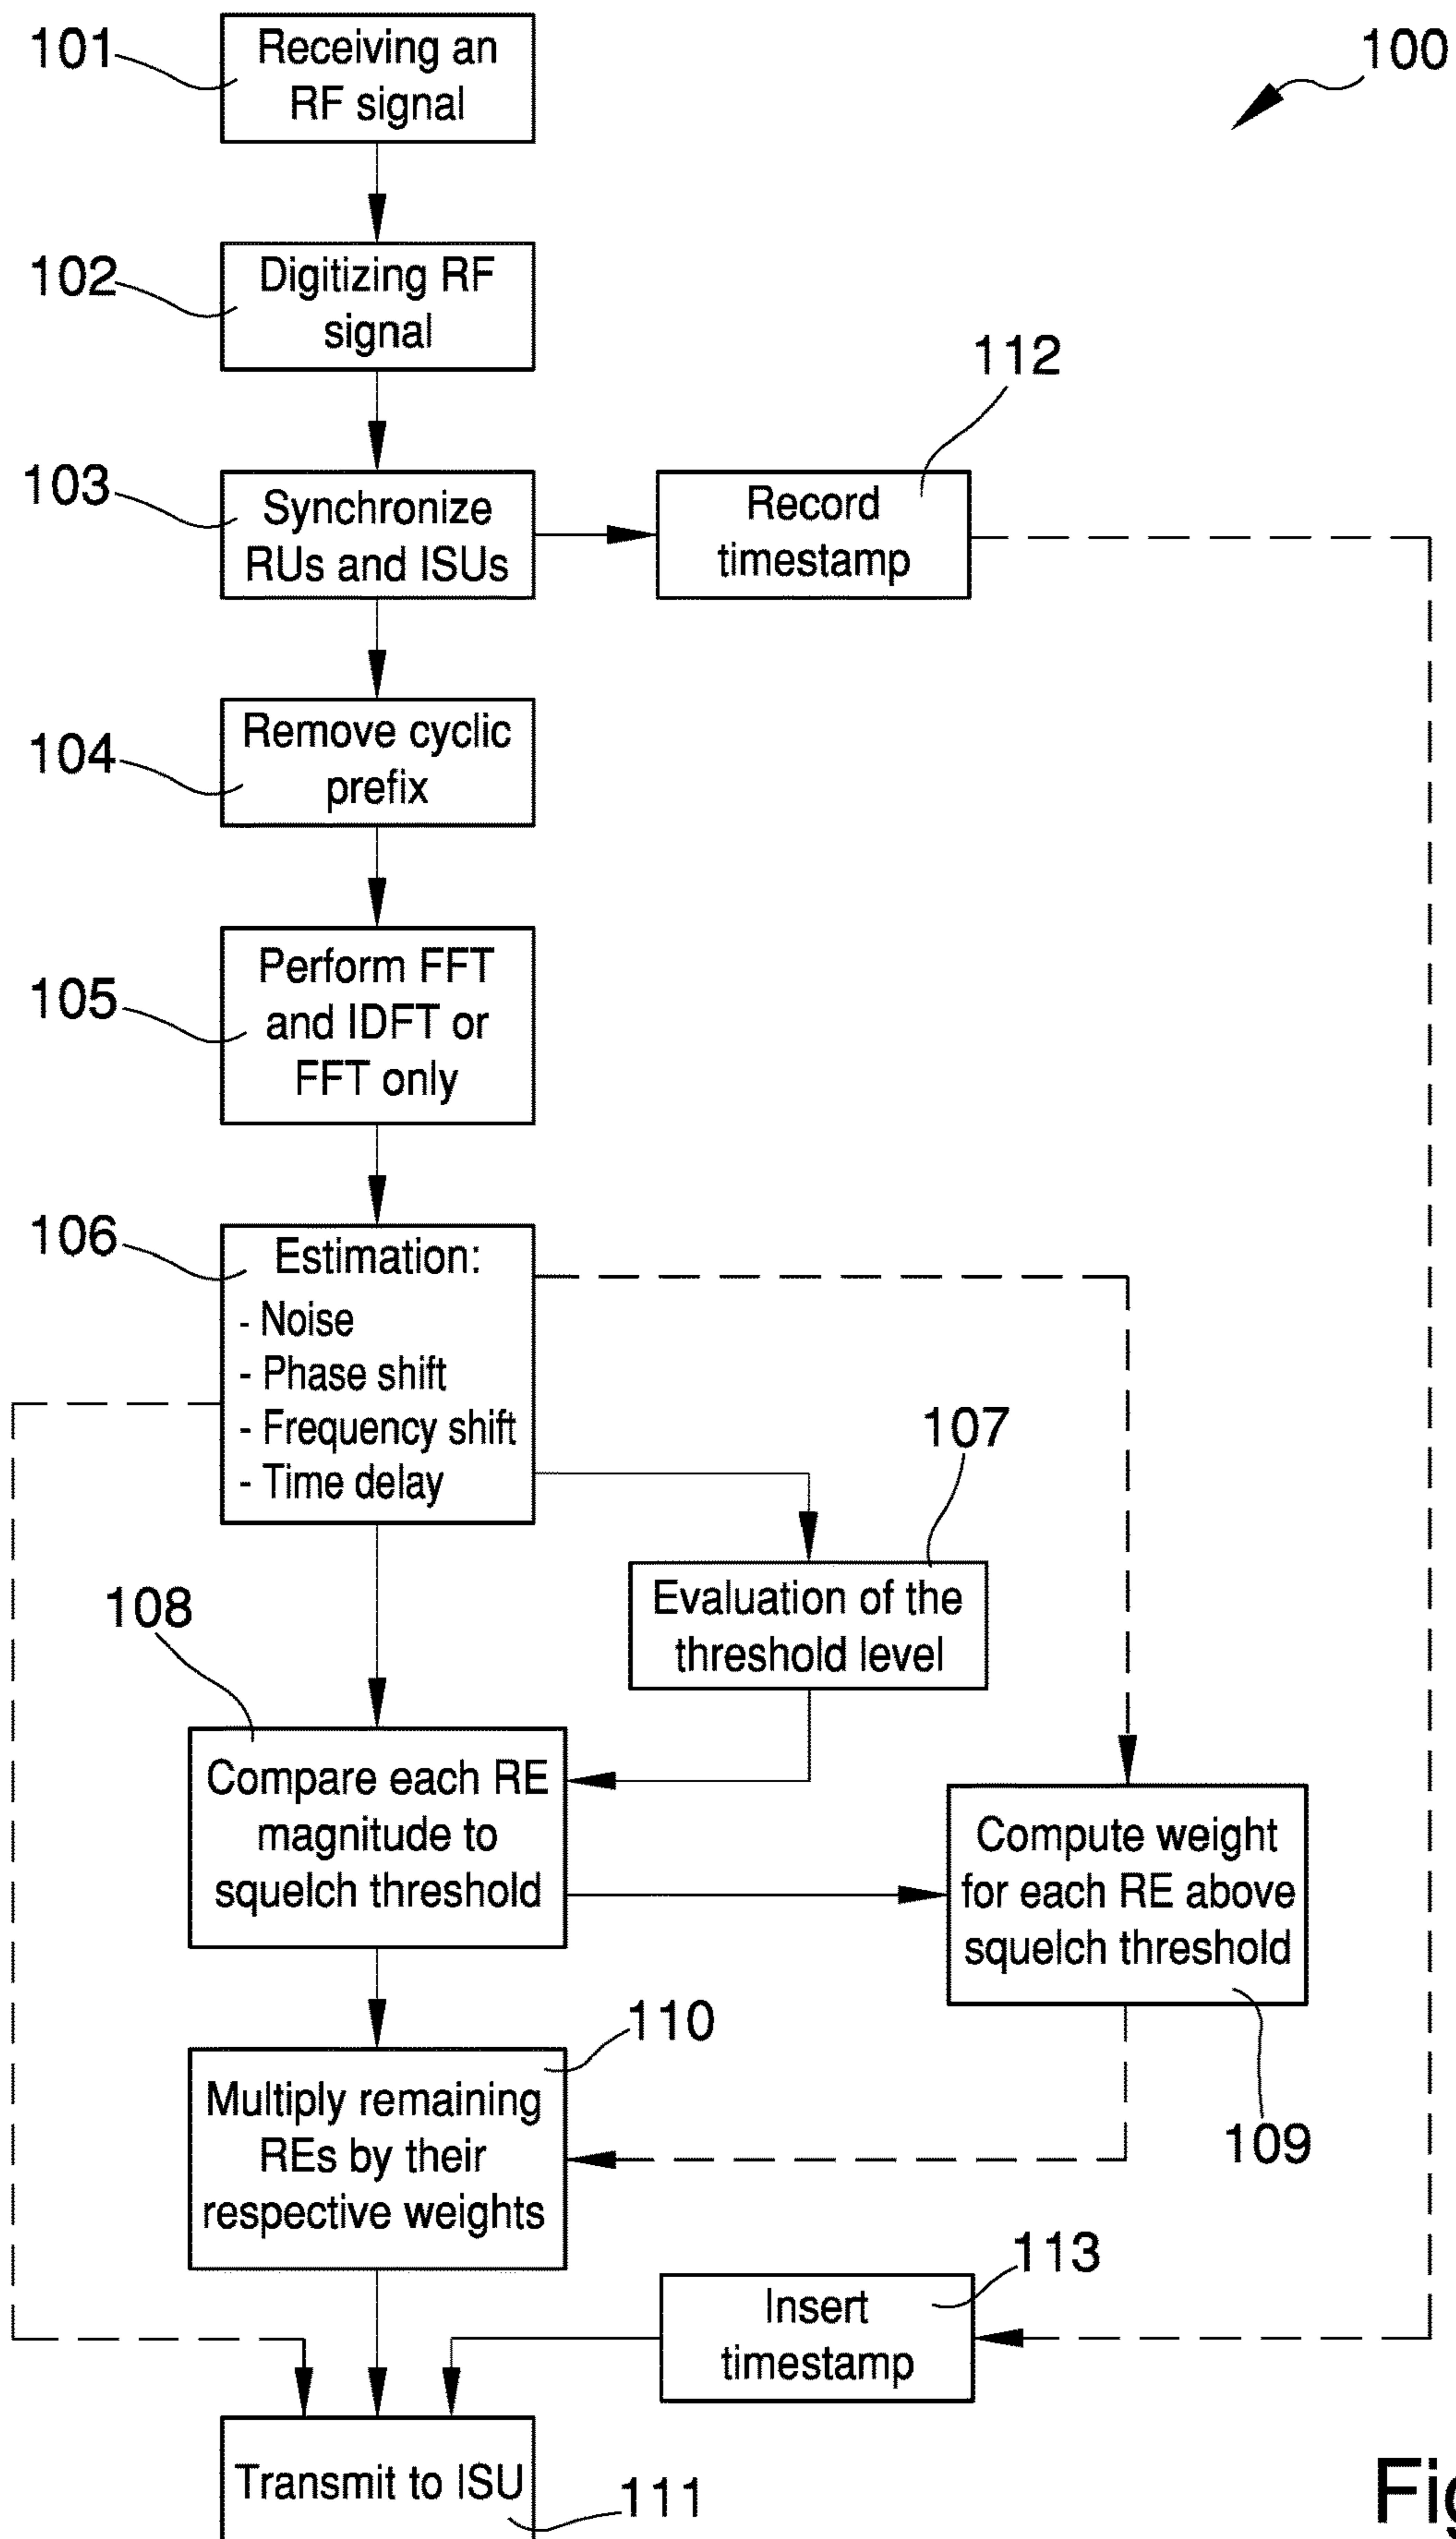 101
Receiving an
RF signal
100
102
Digitizing RF
signal
112
103
Synchronize
RUs and ISUs
Record
timestamp
104
Remove cyclic
prefix
105
Perform FFT
and IDFT or
FFT only
106
Estimation:
- Noise
- Phase shift
- Frequency shift
- Time delay
107
Evaluation of the
threshold level
108
Compare each RE
magnitude to
squelch threshold
Compute weight
for each RE above
squelch threshold
109
110
Multiply remaining
REs by their
respective weights
113
Insert
timestamp
Transmit to ISU
111
Fig